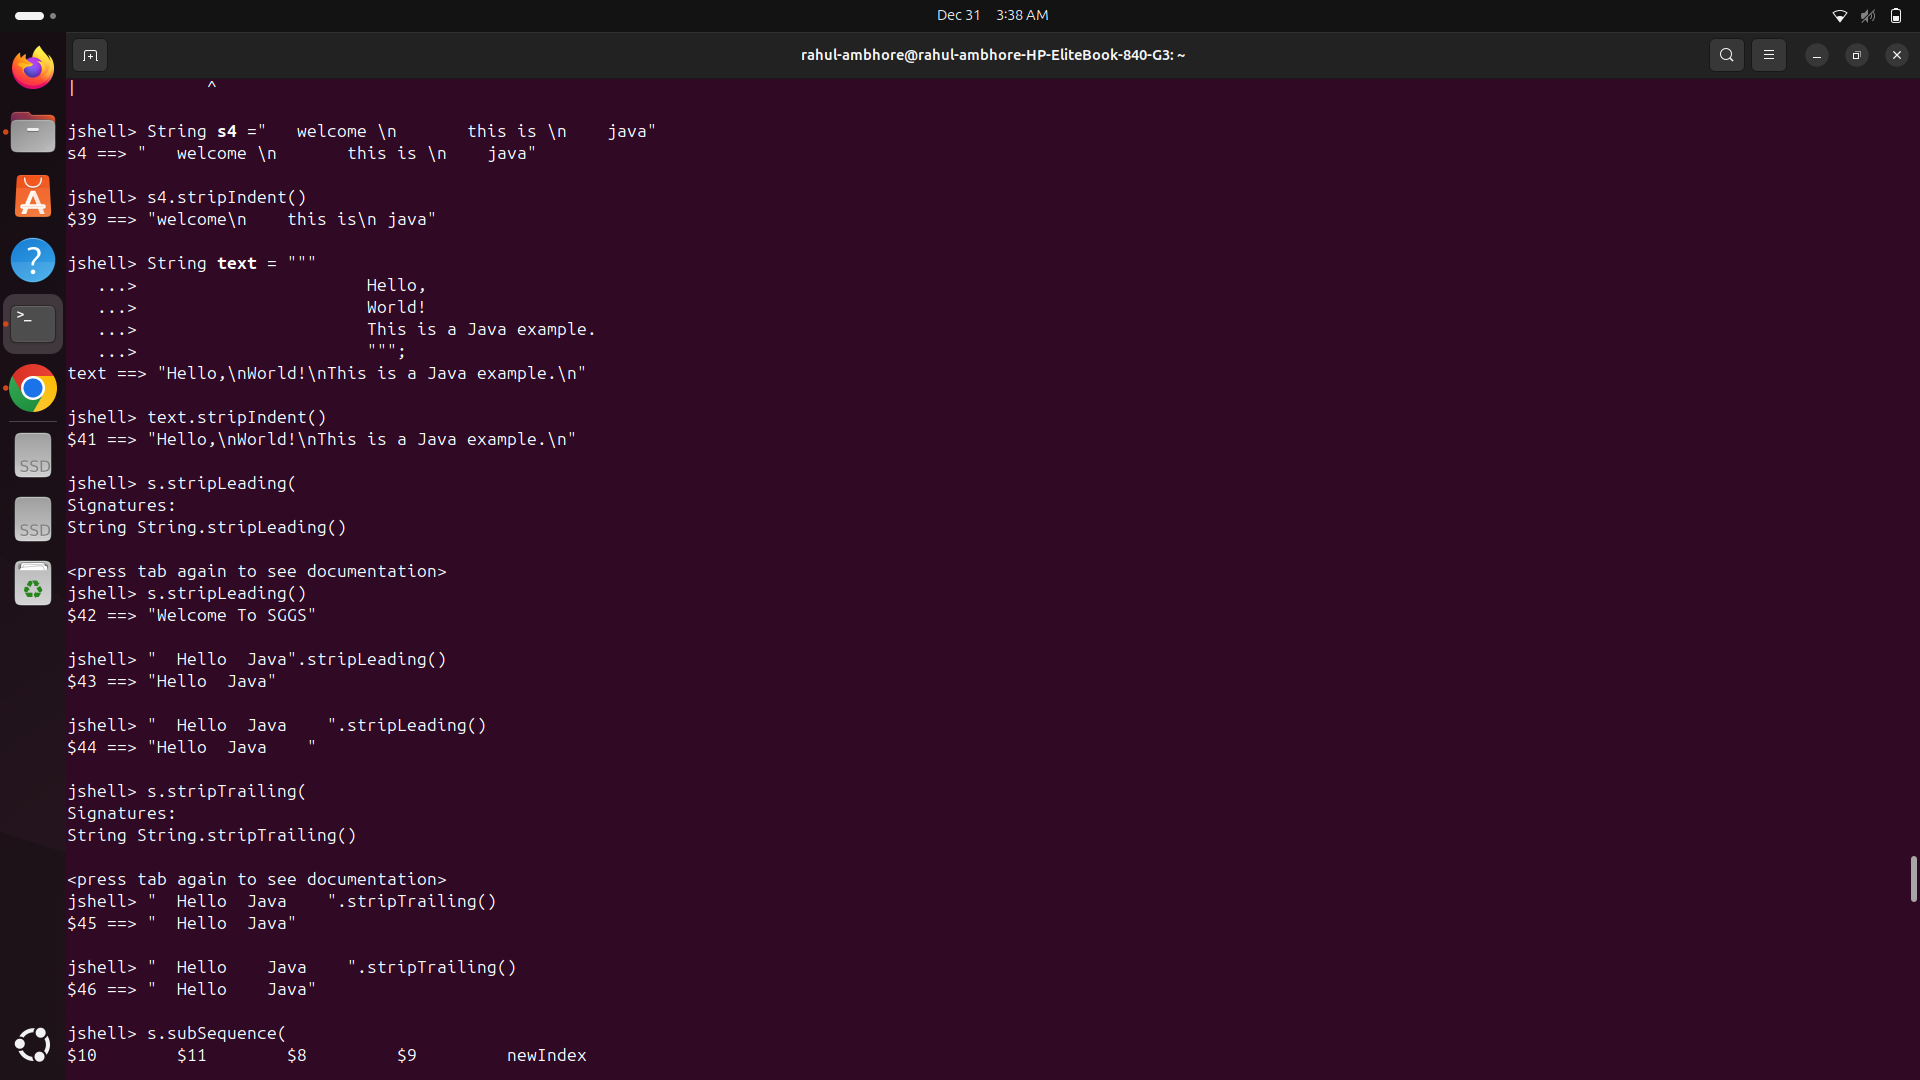 Dec 31 3:38 AM
rahul-ambhore@rahul-ambhore-HP-EliteBook-840-G3: ~
|              ^
jshell> String s4 ="   welcome \n       this is \n    java"
s4 ==> "   welcome \n       this is \n    java"
jshell> s4.stripIndent()
$39 ==> "welcome\n    this is\n java"
jshell> String text = """
   ...>                       Hello,
   ...>                       World!
   ...>                       This is a Java example.
   ...>                       """;
text ==> "Hello,\nWorld!\nThis is a Java example.\n"
jshell> text.stripIndent()
$41 ==> "Hello,\nWorld!\nThis is a Java example.\n"
jshell> s.stripLeading(
Signatures:
String String.stripLeading()
<press tab again to see documentation>
jshell> s.stripLeading()
$42 ==> "Welcome To SGGS"
jshell> "  Hello  Java".stripLeading()
$43 ==> "Hello  Java"
jshell> "  Hello  Java    ".stripLeading()
$44 ==> "Hello  Java    "
jshell> s.stripTrailing(
Signatures:
String String.stripTrailing()
<press tab again to see documentation>
jshell> "  Hello  Java    ".stripTrailing()
$45 ==> "  Hello  Java"
jshell> "  Hello    Java    ".stripTrailing()
$46 ==> "  Hello    Java"
jshell> s.subSequence(
$10        $11        $8         $9         newIndex
>_
?
SSD
SSD